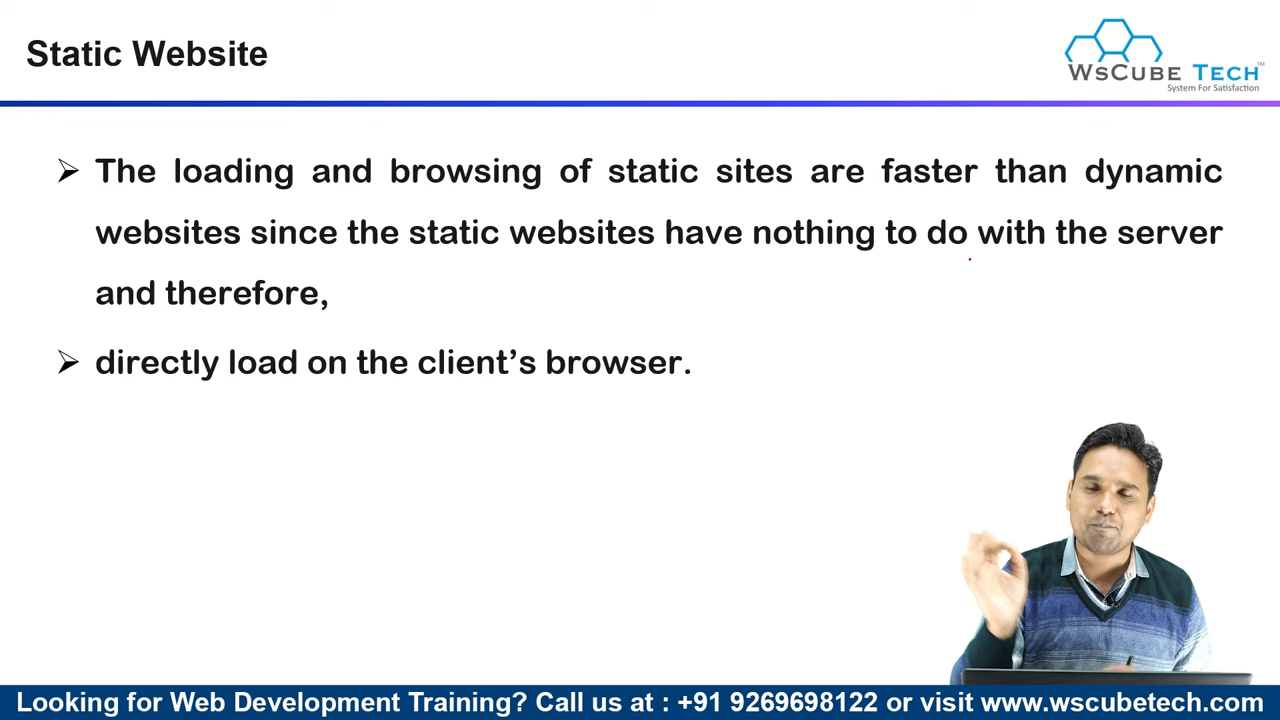 Static Website
WsCube Tech™
System For Satisfaction
➢ The loading and browsing of static sites are faster than dynamic
websites since the static websites have nothing to do with the server
and therefore,
➢ directly load on the client’s browser.
Looking for Web Development Training? Call us at : +91 9269698122 or visit www.wscubetech.com